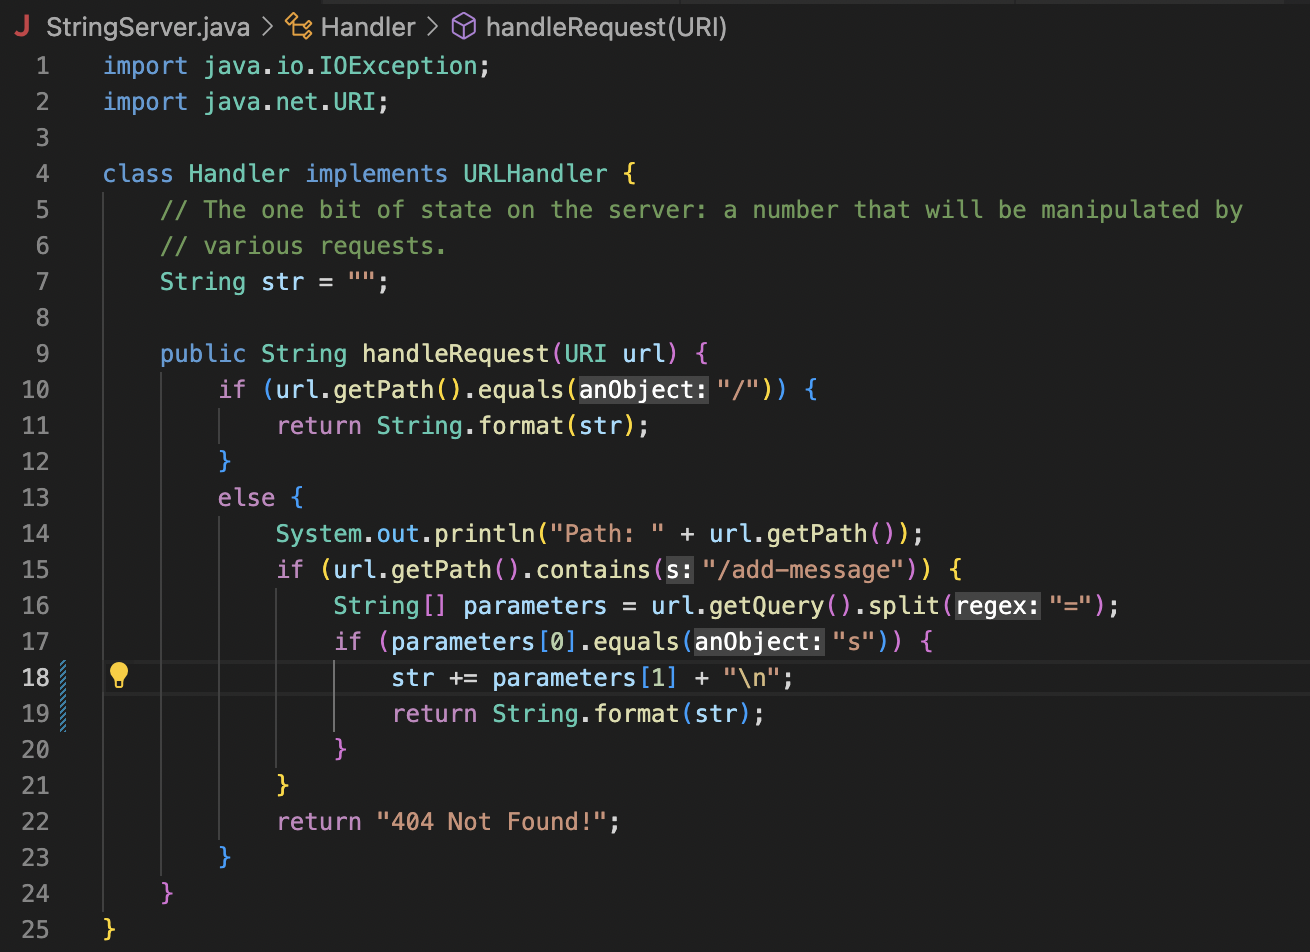 StringServer.java > Handler > handleRequest(URI)
1 import java.io.IOException;
2 import java.net.URI;
3
4 class Handler implements URLHandler {
5 // The one bit of state on the server: a number that will be manipulated by
6 // various requests.
7 String str = "";
8
9 public String handleRequest(URI url) {
10 if (url.getPath().equals(anObject: "/")) {
11 return String.format(str);
12 }
13 else {
14 System.out.println("Path: " + url.getPath());
15 if (url.getPath().contains(s: "/add-message")) {
16 String[] parameters = url.getQuery().split(regex: "=");
17 if (parameters[0].equals(anObject: "s")) {
18 str += parameters[1] + "\n";
19 return String.format(str);
20 }
21 }
22 return "404 Not Found!";
23 }
24 }
25 }